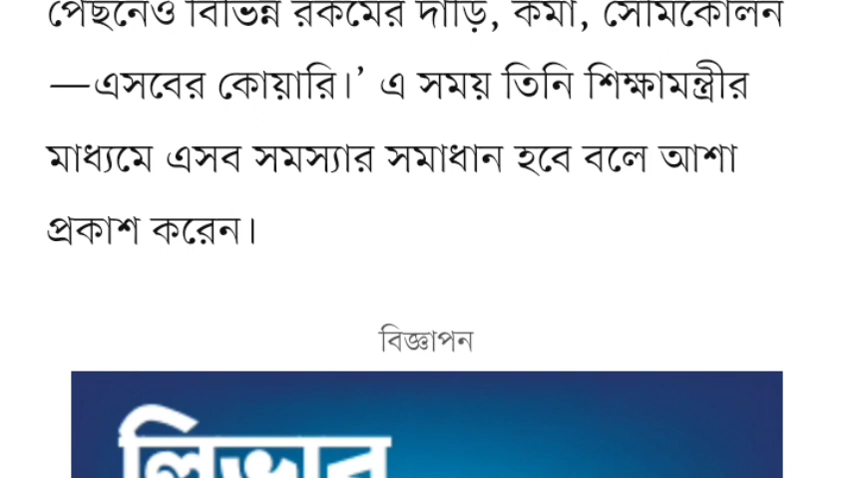 পেছনেও বিভিন্ন রকমের দাঁড়ি, কমা, সেমিকোলন
—এসবের কোয়ারি।’ এ সময় তিনি শিক্ষামন্ত্রীর
মাধ্যমে এসব সমস্যার সমাধান হবে বলে আশা
প্রকাশ করেন।
বিজ্ঞাপন
লিভার